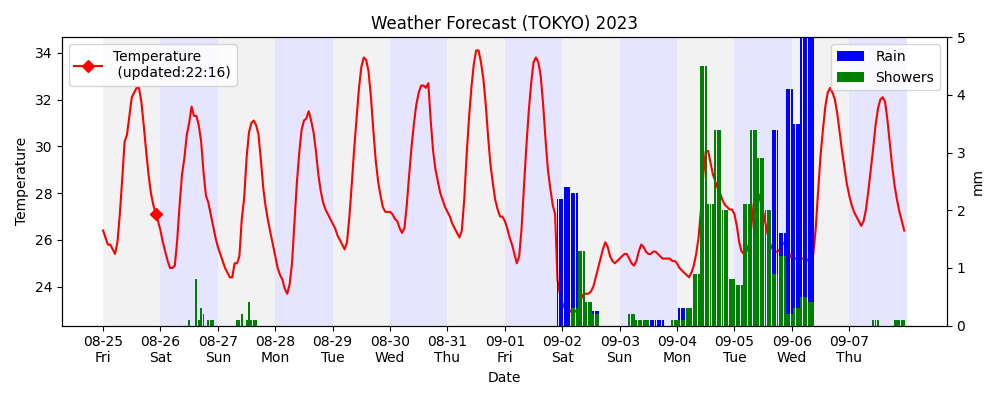 Weather Forecast (TOKYO) 2023
Temperature
(updated:22:16)
Rain
Showers
34
32
30
28
26
24
Temperature
5
4
3
2
1
0
mm
08-25 08-26 08-27 08-28 08-29 08-30 08-31 09-01 09-02 09-03 09-04 09-05 09-06 09-07
Fri Sat Sun Mon Tue Wed Thu Fri Sat Sun Mon Tue Wed Thu
Date